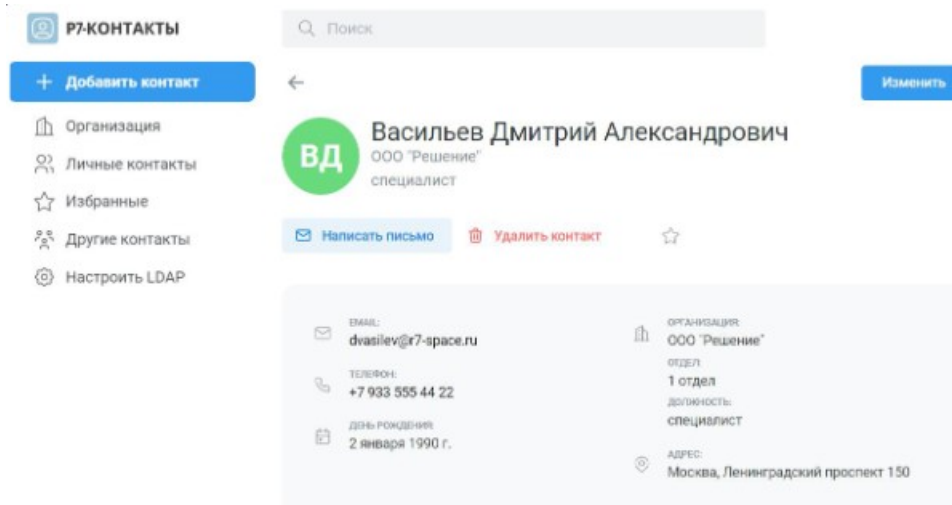 Р7-КОНТАКТЫ
Поиск
+ Добавить контакт
Изменить
Организация
Личные контакты
Избранные
Другие контакты
Настроить LDAP
ВД
Васильев Дмитрий Александрович
ООО "Решение"
специалист
Написать письмо
Удалить контакт
EMAIL:
dvasilev@r7-space.ru
ТЕЛЕФОН:
+7 933 555 44 22
ДЕНЬ РОЖДЕНИЯ:
2 января 1990 г.
ОРГАНИЗАЦИЯ:
ООО "Решение"
ОТДЕЛ:
1 отдел
ДОЛЖНОСТЬ:
специалист
АДРЕС:
Москва, Ленинградский проспект 150